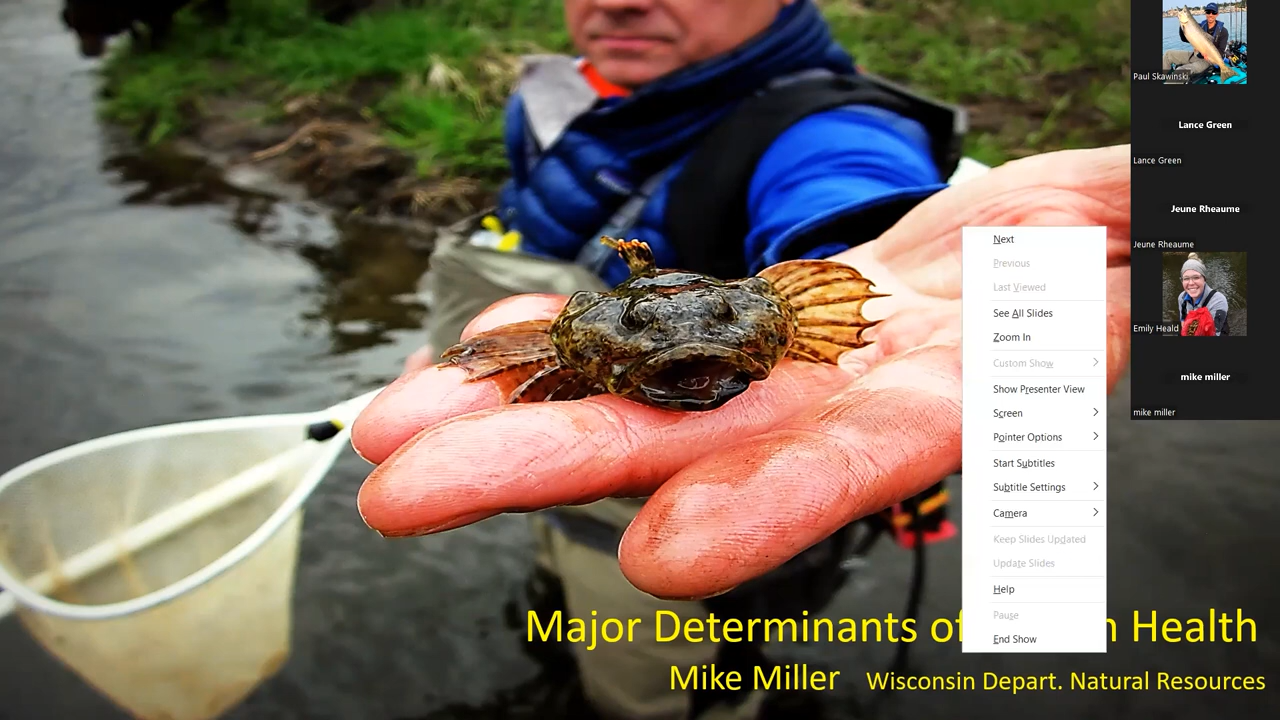 Paul Skawinski
Lance Green
Lance Green
Jeune Rheaume
Jeune Rheaume
Emily Heald
mike miller
mike miller
Next
Previous
Last Viewed
See All Slides
Zoom In
Custom Show
Show Presenter View
Screen
Pointer Options
Start Subtitles
Subtitle Settings
Camera
Keep Slides Updated
Update Slides
Help
Pause
End Show
Major Determinants of Health
Mike Miller Wisconsin Depart. Natural Resources